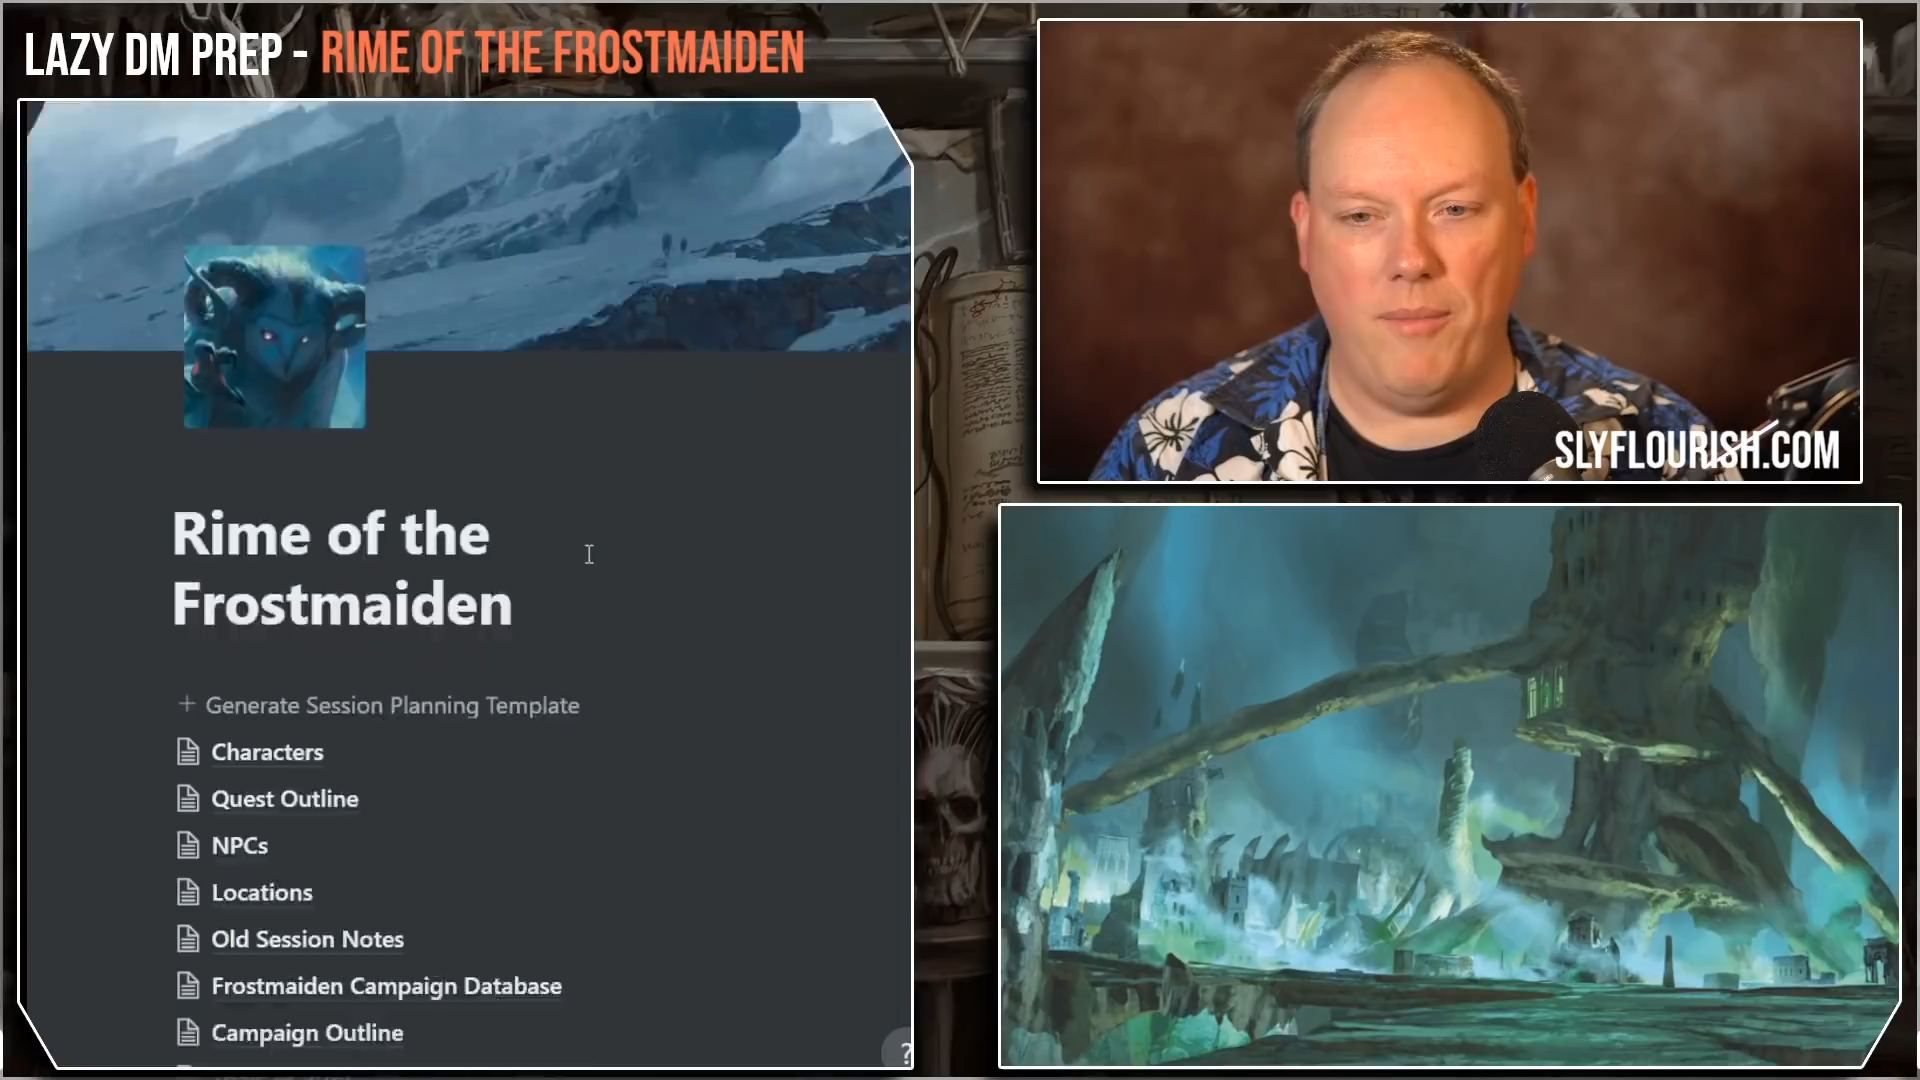 LAZY DM PREP - RIME OF THE FROSTMAIDEN
Rime of the
Frostmaiden
+ Generate Session Planning Template
Characters
Quest Outline
NPCs
Locations
Old Session Notes
Frostmaiden Campaign Database
Campaign Outline
?
SLYFLOURISH.COM